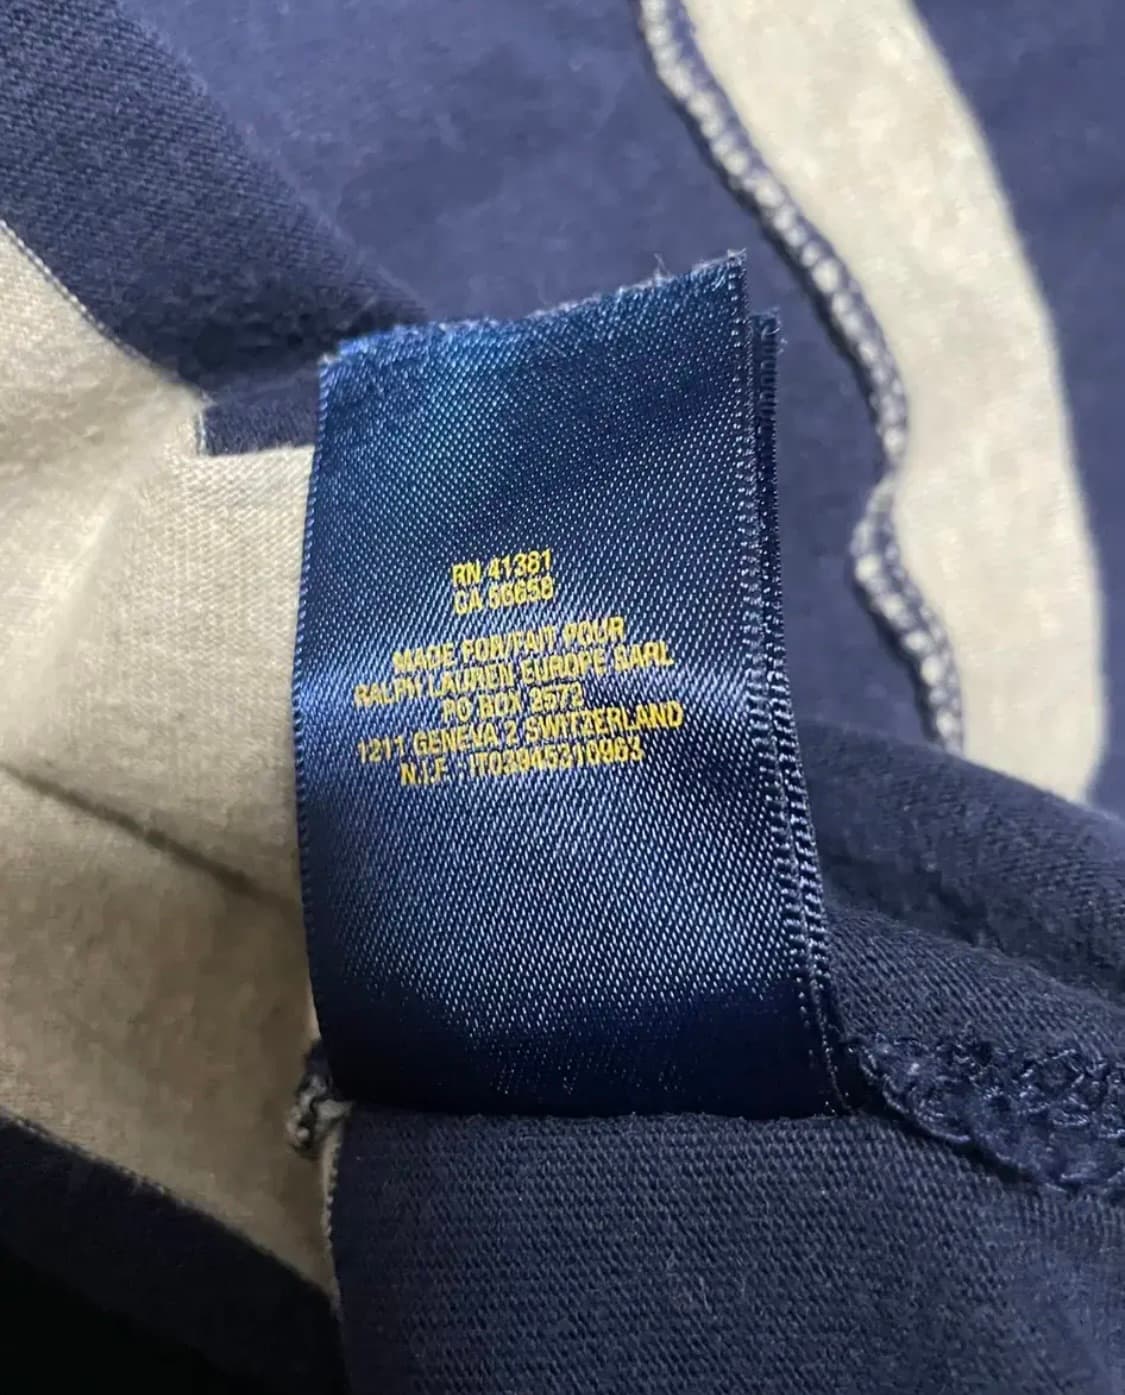 RN 41381
CA 56658
MADE FOR/FAIT POUR
RALPH LAUREN EUROPE SARL
PO BOX 2572
1211 GENEVA 2 SWITZERLAND
N.I.F : IT03945310963